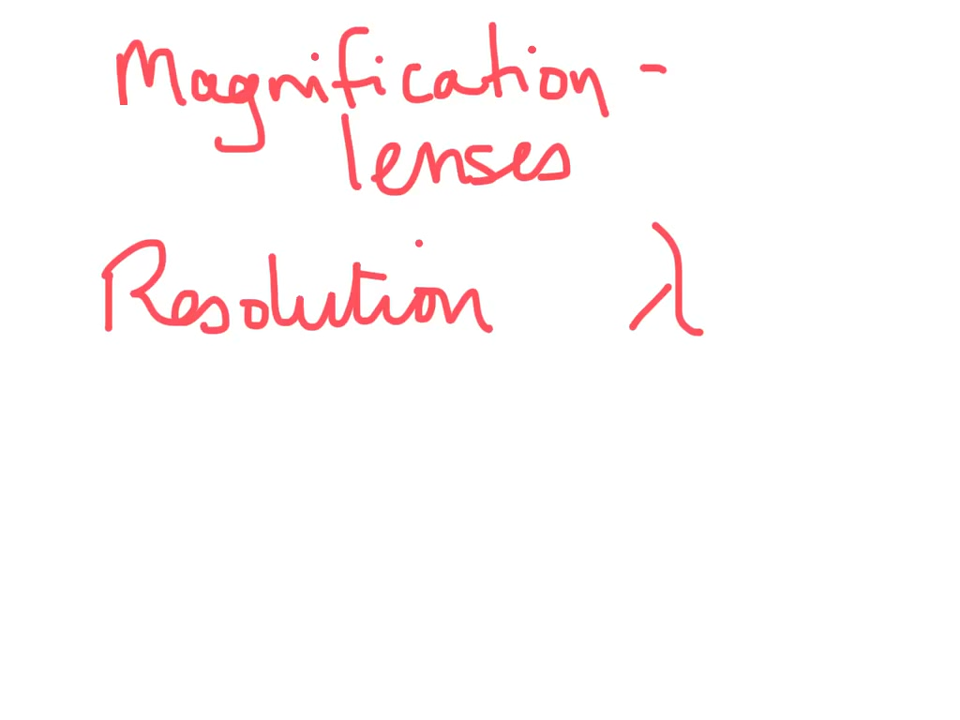 Magnification -
lenses
Resolution λ